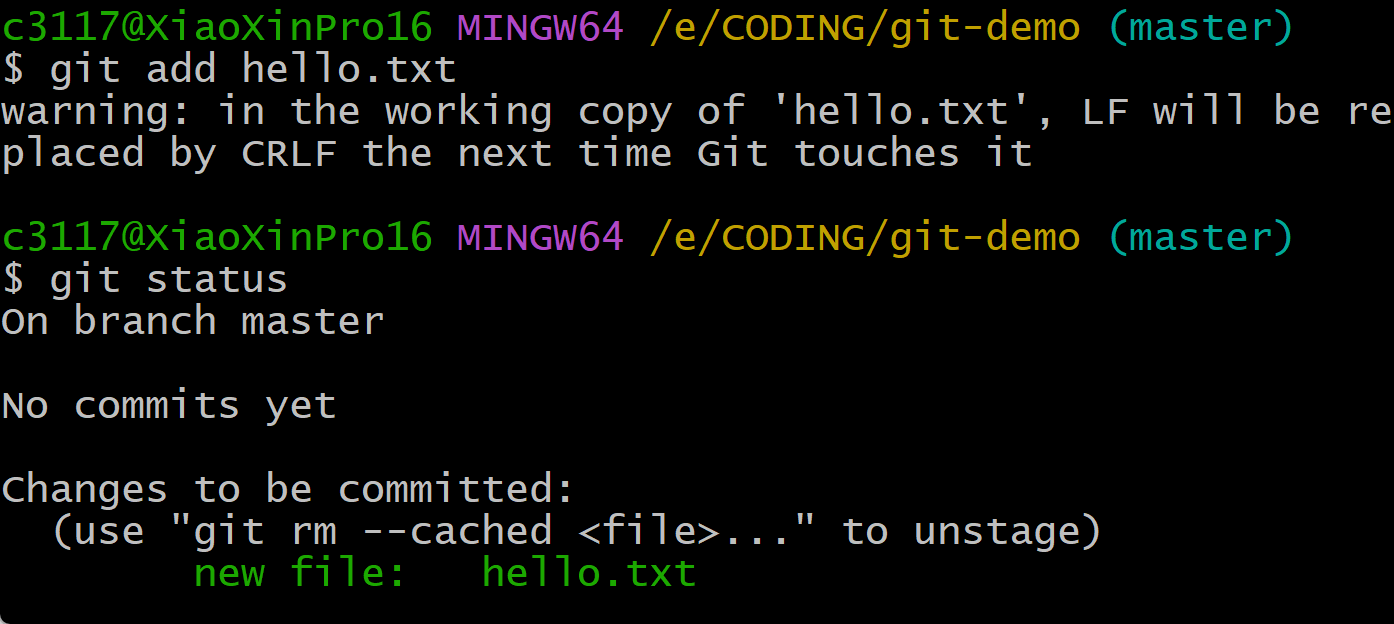 c3117@XiaoXinPro16 MINGW64 /e/CODING/git-demo (master)
$ git add hello.txt
warning: in the working copy of 'hello.txt', LF will be re
placed by CRLF the next time Git touches it
c3117@XiaoXinPro16 MINGW64 /e/CODING/git-demo (master)
$ git status
On branch master
No commits yet
Changes to be committed:
  (use "git rm --cached <file>..." to unstage)
        new file:   hello.txt